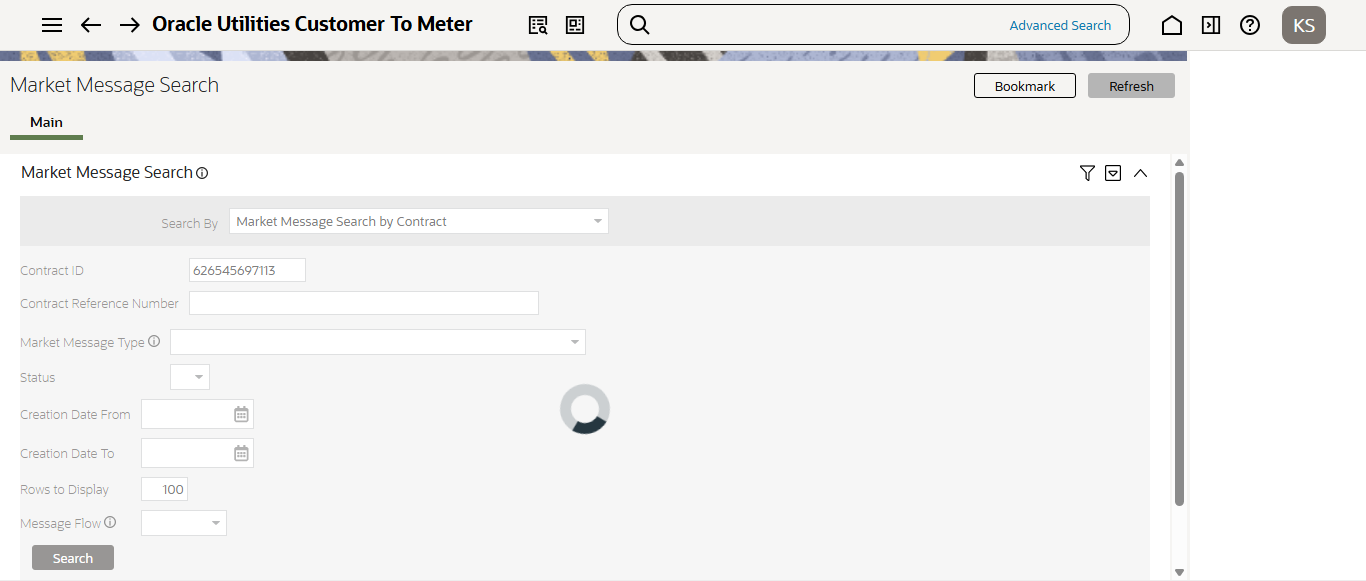 Oracle Utilities Customer To Meter
Advanced Search
KS
Market Message Search
Bookmark
Refresh
Main
Market Message Search
Search By
Market Message Search by Contract
Contract ID
626545697113
Contract Reference Number
Market Message Type
Status
Creation Date From
Creation Date To
Rows to Display
100
Message Flow
Search